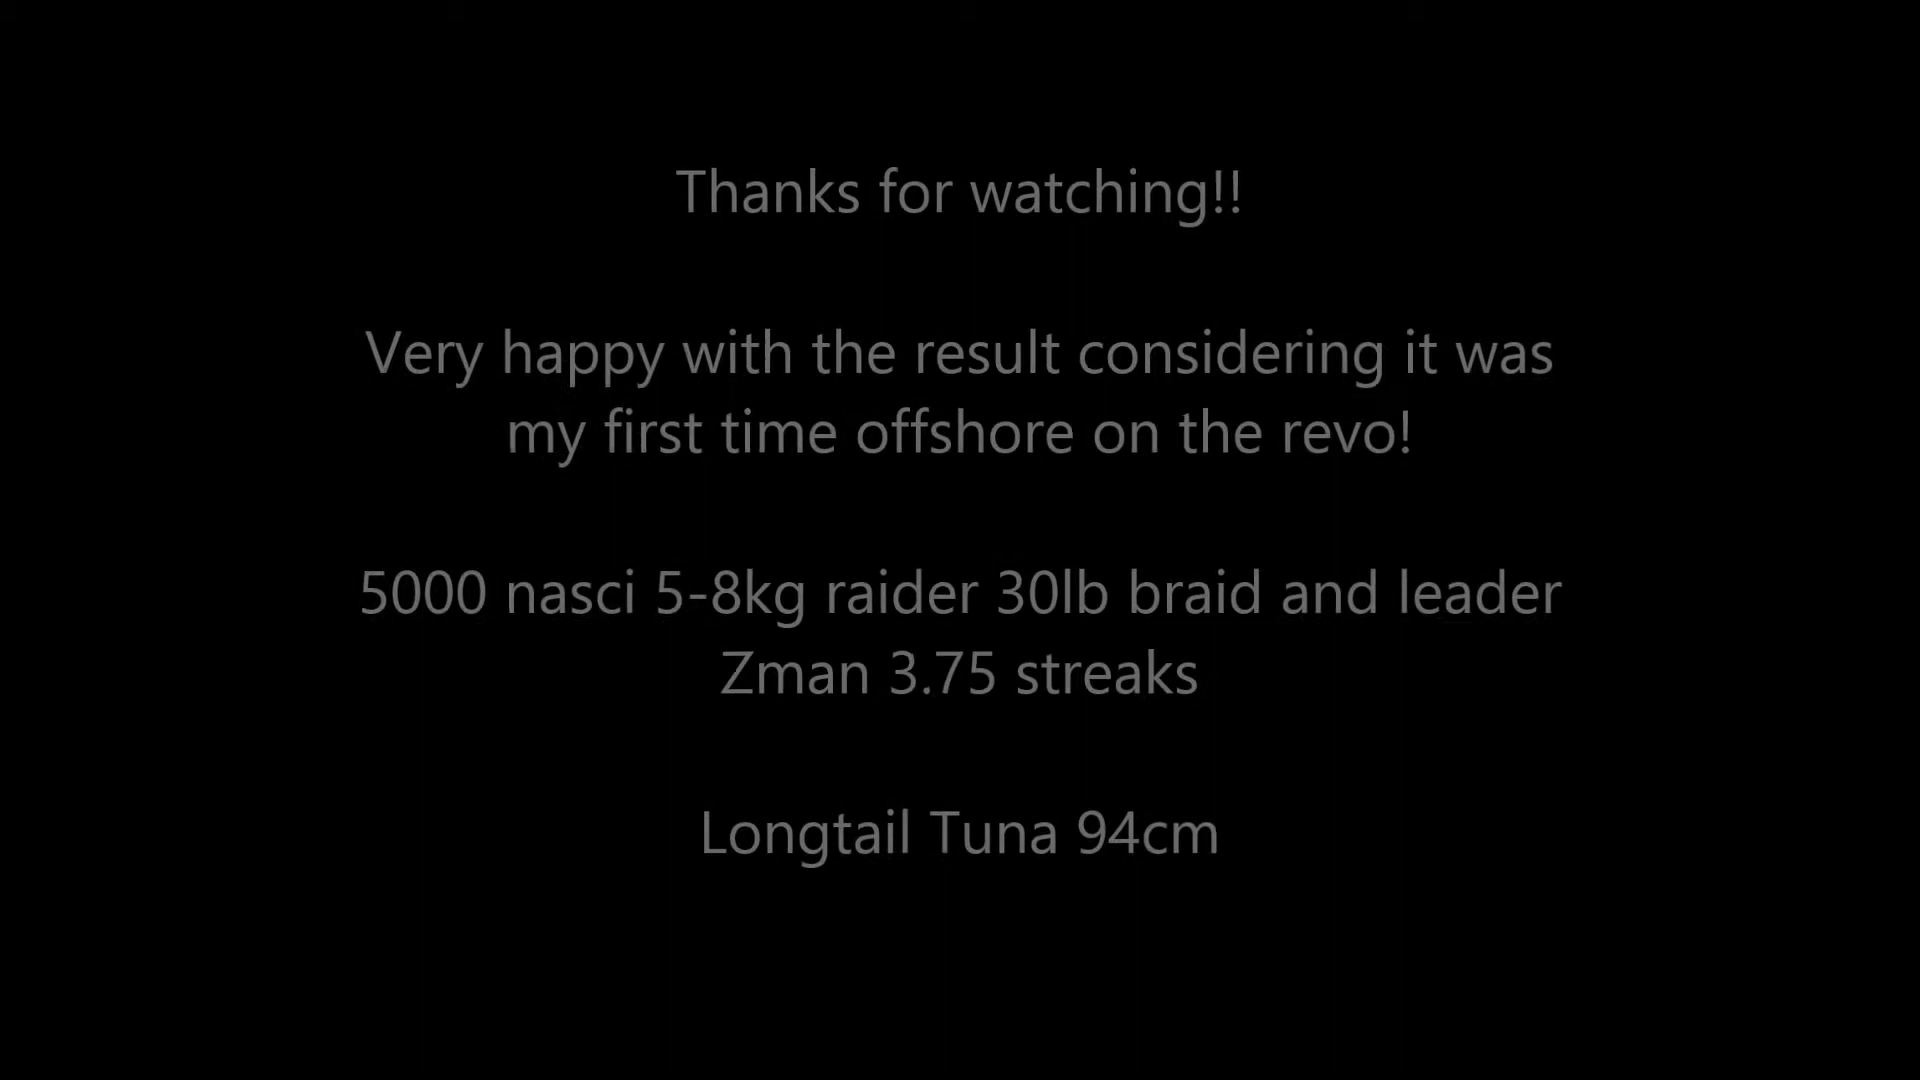 Thanks for watching!!
Very happy with the result considering it was
my first time offshore on the revo!
5000 nasci 5-8kg raider 30lb braid and leader
Zman 3.75 streaks
Longtail Tuna 94cm